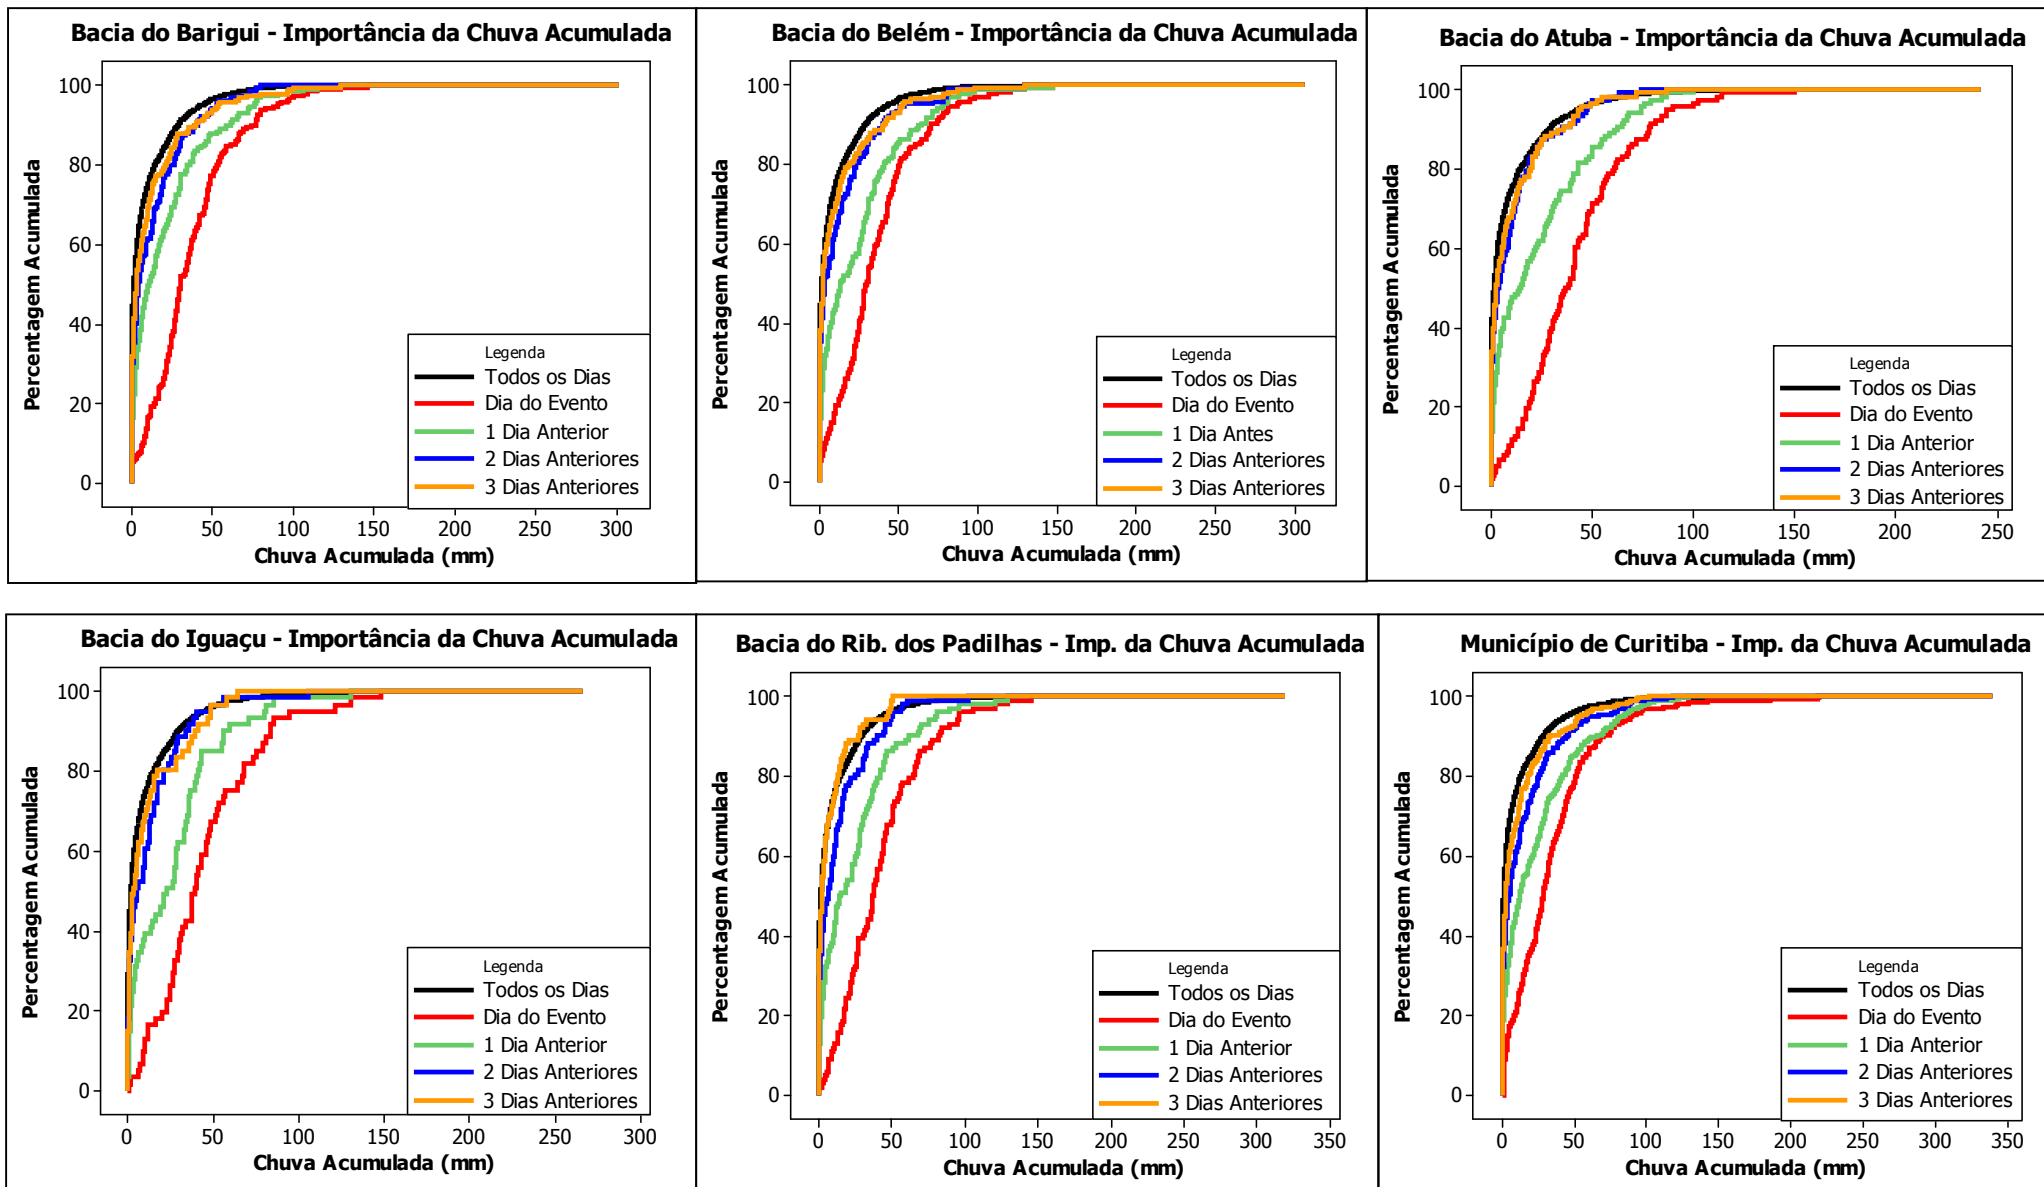 Bacia do Barigui - Importância da Chuva Acumulada
Percentagem Acumulada
100
80
60
40
20
0
Legenda
Todos os Dias
Dia do Evento
1 Dia Anterior
2 Dias Anteriores
3 Dias Anteriores
0 50 100 150 200 250 300
Chuva Acumulada (mm)
Bacia do Belém - Importância da Chuva Acumulada
Percentagem Acumulada
100
80
60
40
20
0
Legenda
Todos os Dias
Dia do Evento
1 Dia Antes
2 Dias Anteriores
3 Dias Anteriores
0 50 100 150 200 250 300
Chuva Acumulada (mm)
Bacia do Atuba - Importância da Chuva Acumulada
Percentagem Acumulada
100
80
60
40
20
0
Legenda
Todos os Dias
Dia do Evento
1 Dia Anterior
2 Dias Anteriores
3 Dias Anteriores
0 50 100 150 200 250
Chuva Acumulada (mm)
Bacia do Iguaçu - Importância da Chuva Acumulada
Percentagem Acumulada
100
80
60
40
20
0
Legenda
Todos os Dias
Dia do Evento
1 Dia Anterior
2 Dias Anteriores
3 Dias Anteriores
0 50 100 150 200 250 300
Chuva Acumulada (mm)
Bacia do Rib. dos Padilhas - Imp. da Chuva Acumulada
Percentagem Acumulada
100
80
60
40
20
0
Legenda
Todos os Dias
Dia do Evento
1 Dia Anterior
2 Dias Anteriores
3 Dias Anteriores
0 50 100 150 200 250 300 350
Chuva Acumulada (mm)
Município de Curitiba - Imp. da Chuva Acumulada
Percentagem Acumulada
100
80
60
40
20
0
Legenda
Todos os Dias
Dia do Evento
1 Dia Anterior
2 Dias Anteriores
3 Dias Anteriores
0 50 100 150 200 250 300 350
Chuva Acumulada (mm)